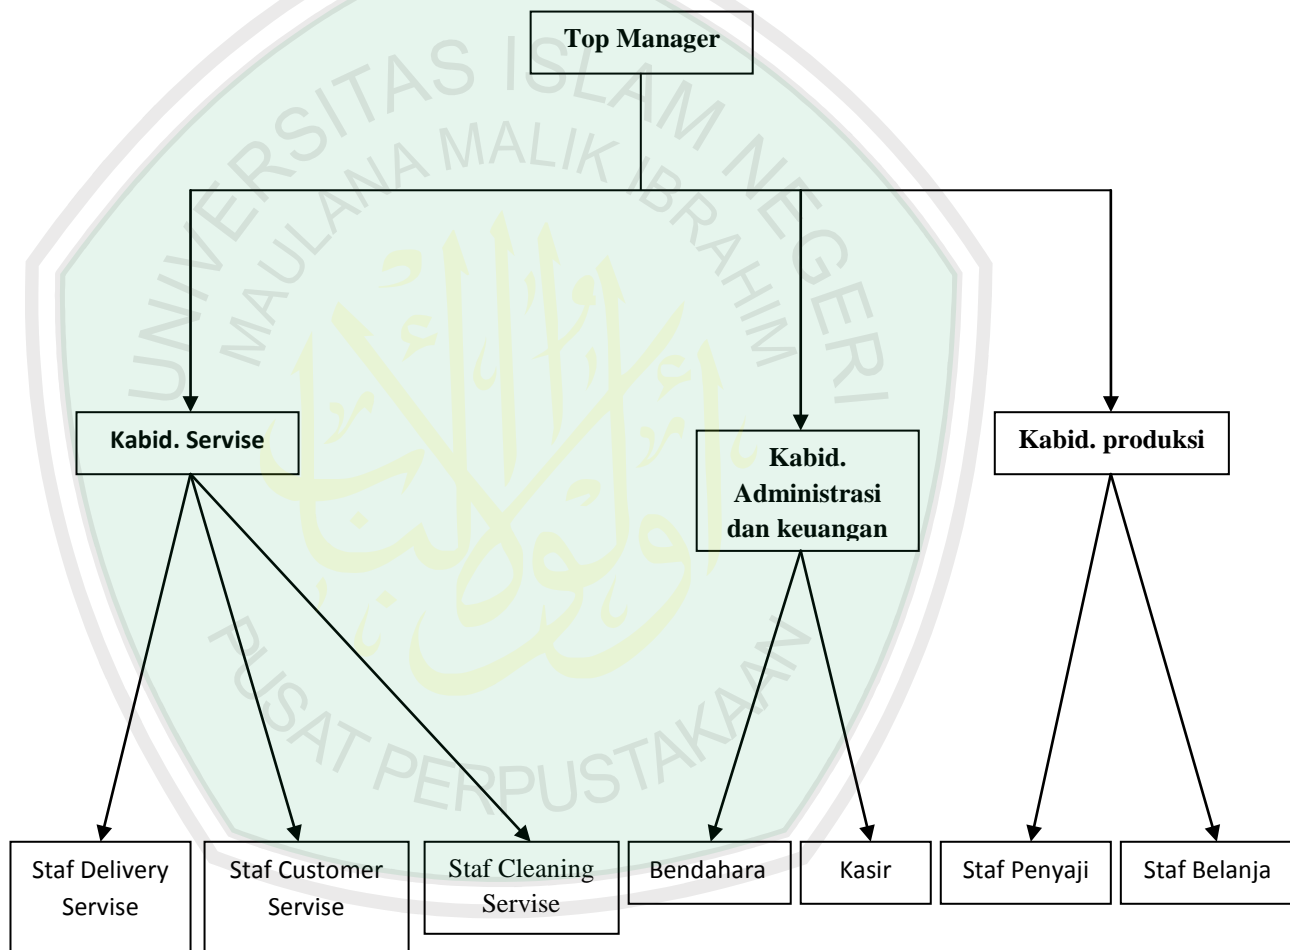 Top Manager
UNIVERSITAS ISLAM NEGERI
MAULANA MALIK IBRAHIM
Kabid. Servise
Kabid.
Administrasi
dan keuangan
Kabid. produksi
PUSAT PERPUSTAKAAN
Staf Delivery
Servise
Staf Customer
Servise
Staf Cleaning
Servise
Bendahara
Kasir
Staf Penyaji
Staf Belanja